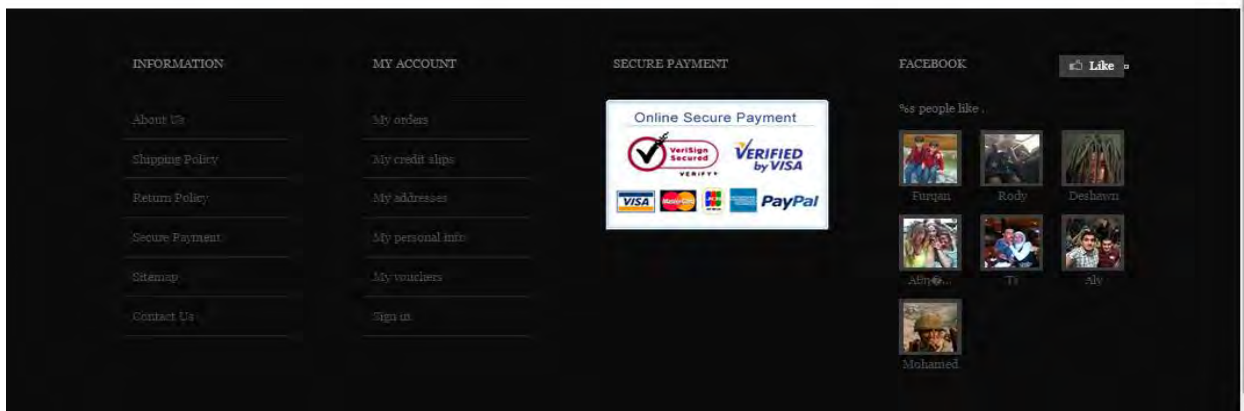 INFORMATION
About Us
Shipping Policy
Return Policy
Secure Payment
Sitemap
Contact Us
MY ACCOUNT
My orders
My credit slips
My addresses
My personal info
My vouchers
Sign in
SECURE PAYMENT
Online Secure Payment
VeriSign
Secured
VERIFY
VERIFIED
by VISA
VISA MasterCard JCB PayPal
FACEBOOK
Like
%s people like .
Furqan Rody Deshawn
Ts Aly
Mohamed